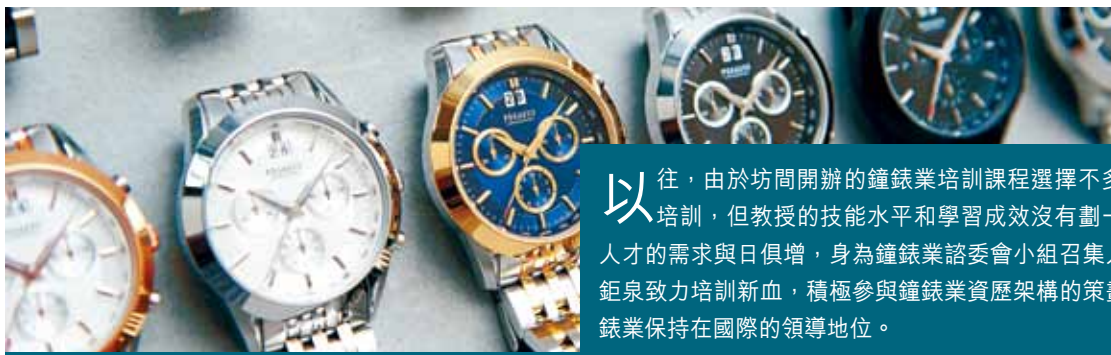 以往，由於坊間開辦的鐘錶業培訓課程選擇不多
培訓，但教授的技能水平和學習成效沒有劃一
人才的需求與日俱增，身為鐘錶業諮委會小組召集人
鉅泉致力培訓新血，積極參與鐘錶業資歷架構的策
錶業保持在國際的領導地位。